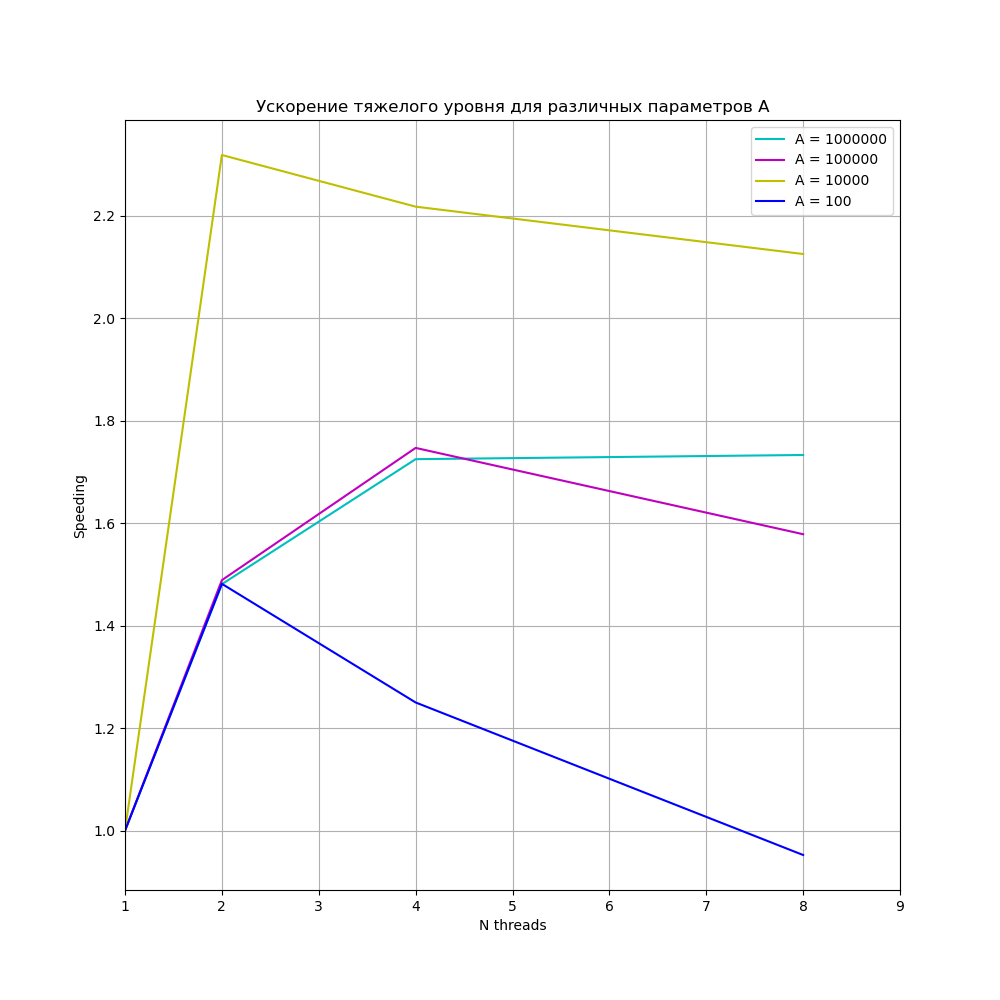 Ускорение тяжелого уровня для различных параметров А
A = 1000000
A = 100000
A = 10000
A = 100
2.2
2.0
1.8
1.6
1.4
1.2
1.0
Speeding
1 2 3 4 5 6 7 8 9
N threads